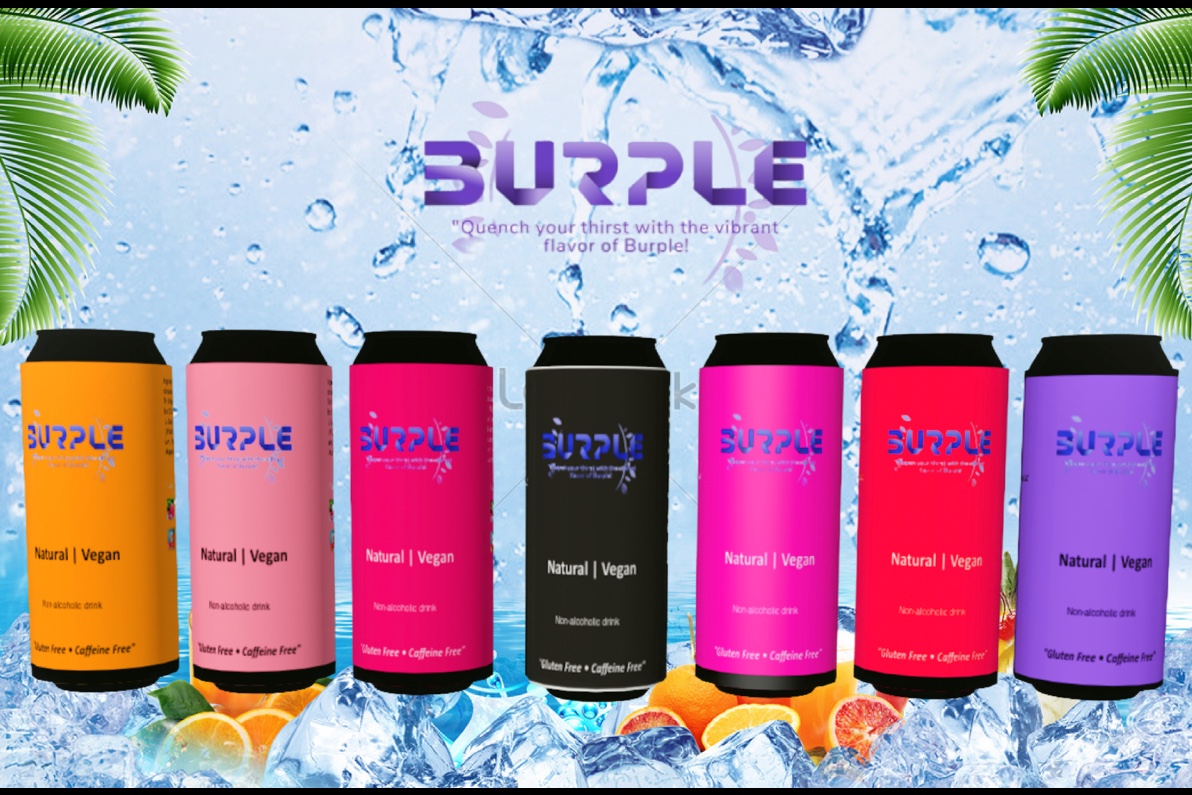 BURPLE
"Quench your thirst with the vibrant
flavor of Burple!
BURPLE
Natural | Vegan
Non-alcoholic drink
"Gluten Free • Caffeine Free"
BURPLE
Natural | Vegan
Non-alcoholic drink
"Gluten Free • Caffeine Free"
BURPLE
Natural | Vegan
Non-alcoholic drink
"Gluten Free • Caffeine Free"
BURPLE
Natural | Vegan
Non-alcoholic drink
"Gluten Free • Caffeine Free"
BURPLE
Natural | Vegan
Non-alcoholic drink
"Gluten Free • Caffeine Free"
BURPLE
Natural | Vegan
Non-alcoholic drink
"Gluten Free • Caffeine Free"
BURPLE
Natural | Vegan
Non-alcoholic drink
"Gluten Free • Caffeine Free"